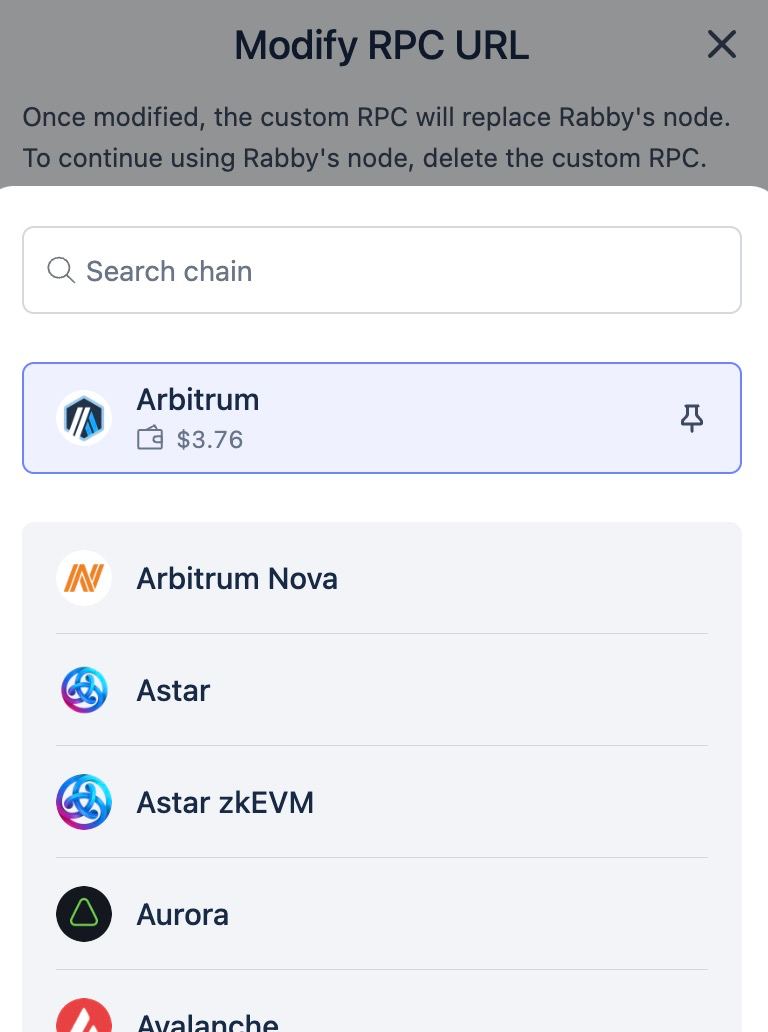 Modify RPC URL
Once modified, the custom RPC will replace Rabby's node.
To continue using Rabby's node, delete the custom RPC.
Search chain
Arbitrum
$3.76
Arbitrum Nova
Astar
Astar zkEVM
Aurora
Avalanche